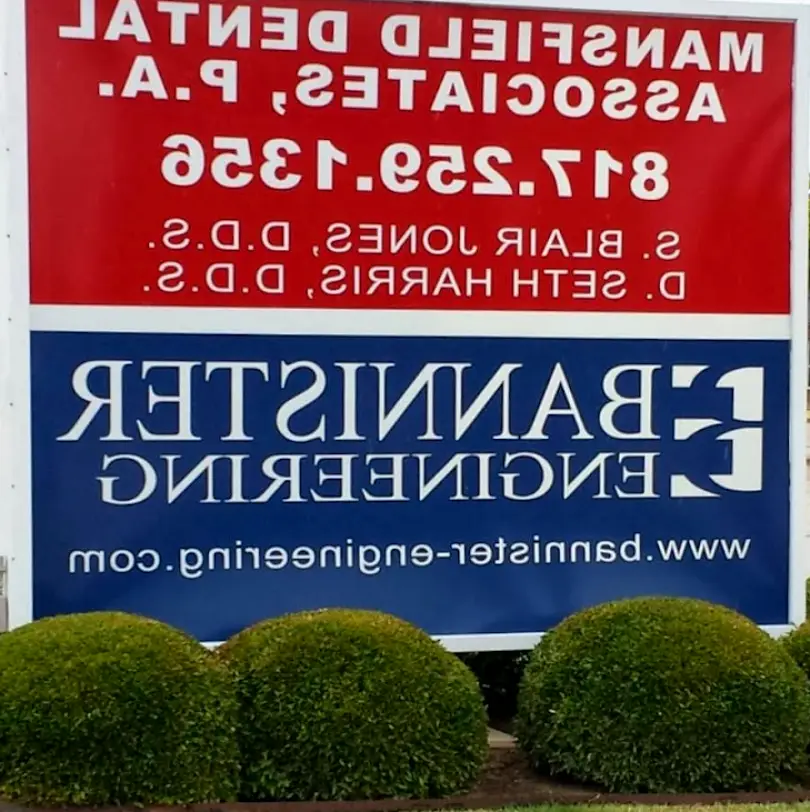 MANSFIELD DENTAL
ASSOCIATES, P.A.
817.259.1356
S. BLAIR JONES, D.D.S.
D. SETH HARRIS, D.D.S.
BANNISTER
ENGINEERING
www.bannister-engineering.com